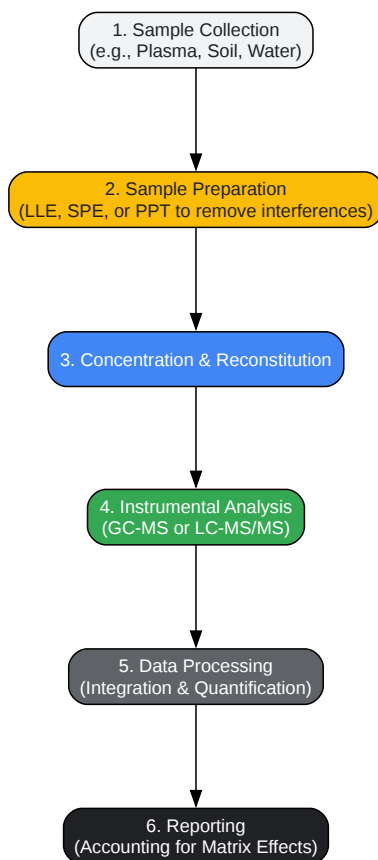 1. Sample Collection
(e.g., Plasma, Soil, Water)
2. Sample Preparation
(LLE, SPE, or PPT to remove interferences)
3. Concentration & Reconstitution
4. Instrumental Analysis
(GC-MS or LC-MS/MS)
5. Data Processing
(Integration & Quantification)
6. Reporting
(Accounting for Matrix Effects)